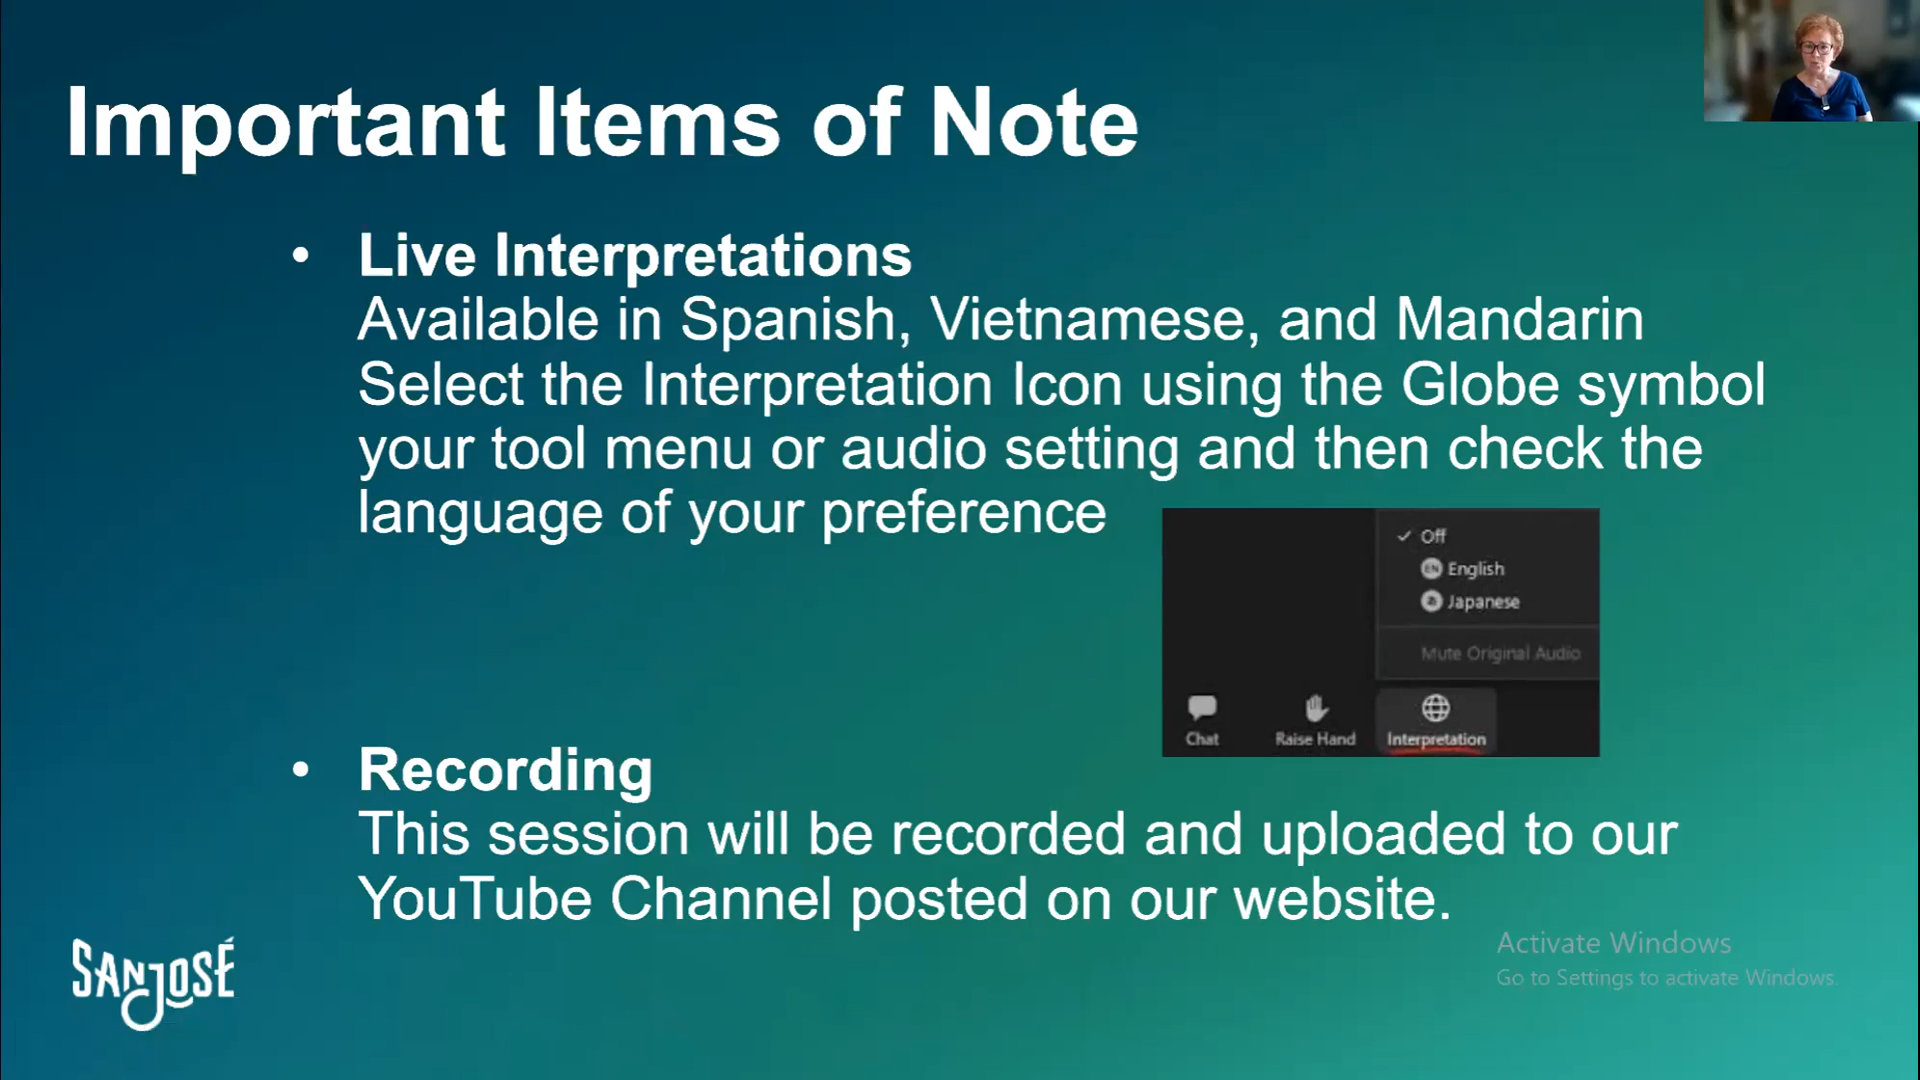 Important Items of Note
• Live Interpretations
Available in Spanish, Vietnamese, and Mandarin
Select the Interpretation Icon using the Globe symbol
your tool menu or audio setting and then check the
language of your preference
✓ Off
EN English
Japanese
Mute Original Audio
Chat
Raise Hand
Interpretation
• Recording
This session will be recorded and uploaded to our
YouTube Channel posted on our website.
SAN JOSÉ
Activate Windows
Go to Settings to activate Windows.